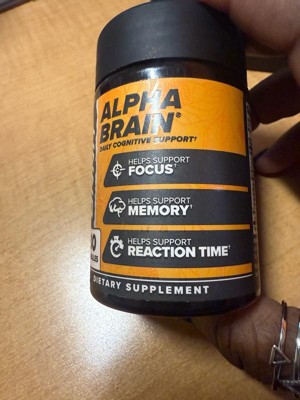 ALPHA
BRAIN®
DAILY COGNITIVE SUPPORT†
HELPS SUPPORT
FOCUS†
HELPS SUPPORT
MEMORY†
HELPS SUPPORT
REACTION TIME†
DIETARY SUPPLEMENT